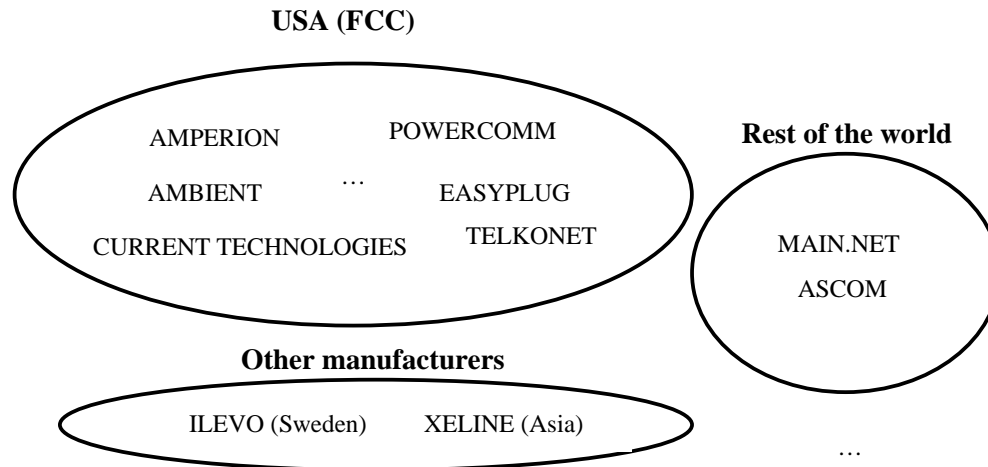 USA (FCC)
AMPERION
POWERCOMM
AMBIENT
…
EASYPLUG
CURRENT TECHNOLOGIES
TELKONET
Rest of the world
MAIN.NET
ASCOM
Other manufacturers
ILEVO (Sweden)
XELINE (Asia)
…